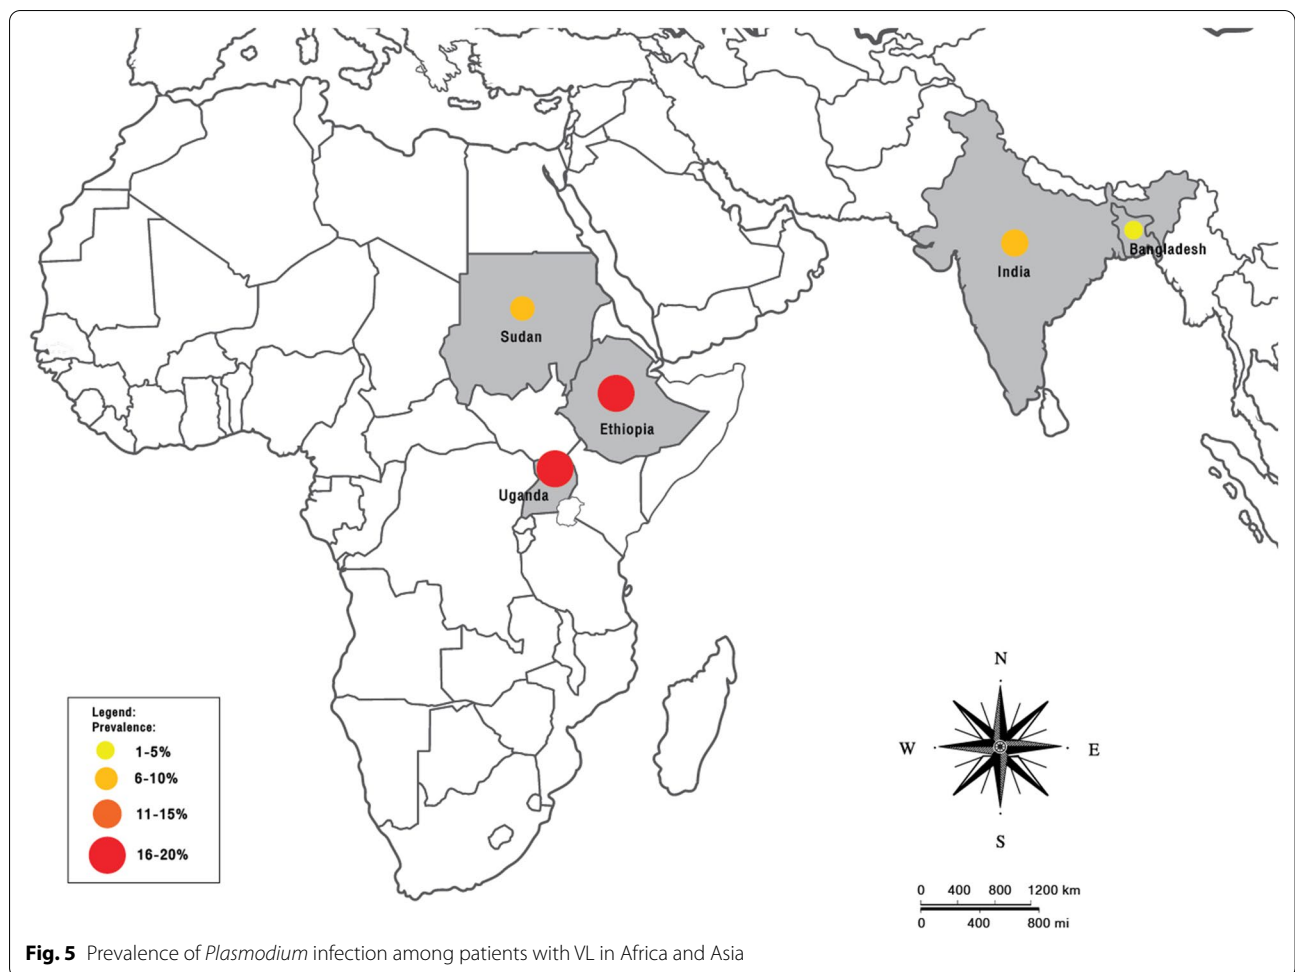 Bangladesh
India
Sudan
Ethiopia
Uganda
N
W
E
S
Legend:
Prevalence:
1-5%
6-10%
11-15%
16-20%
0 400 800 1200 km
0 400 800 mi
Fig. 5 Prevalence of Plasmodium infection among patients with VL in Africa and Asia